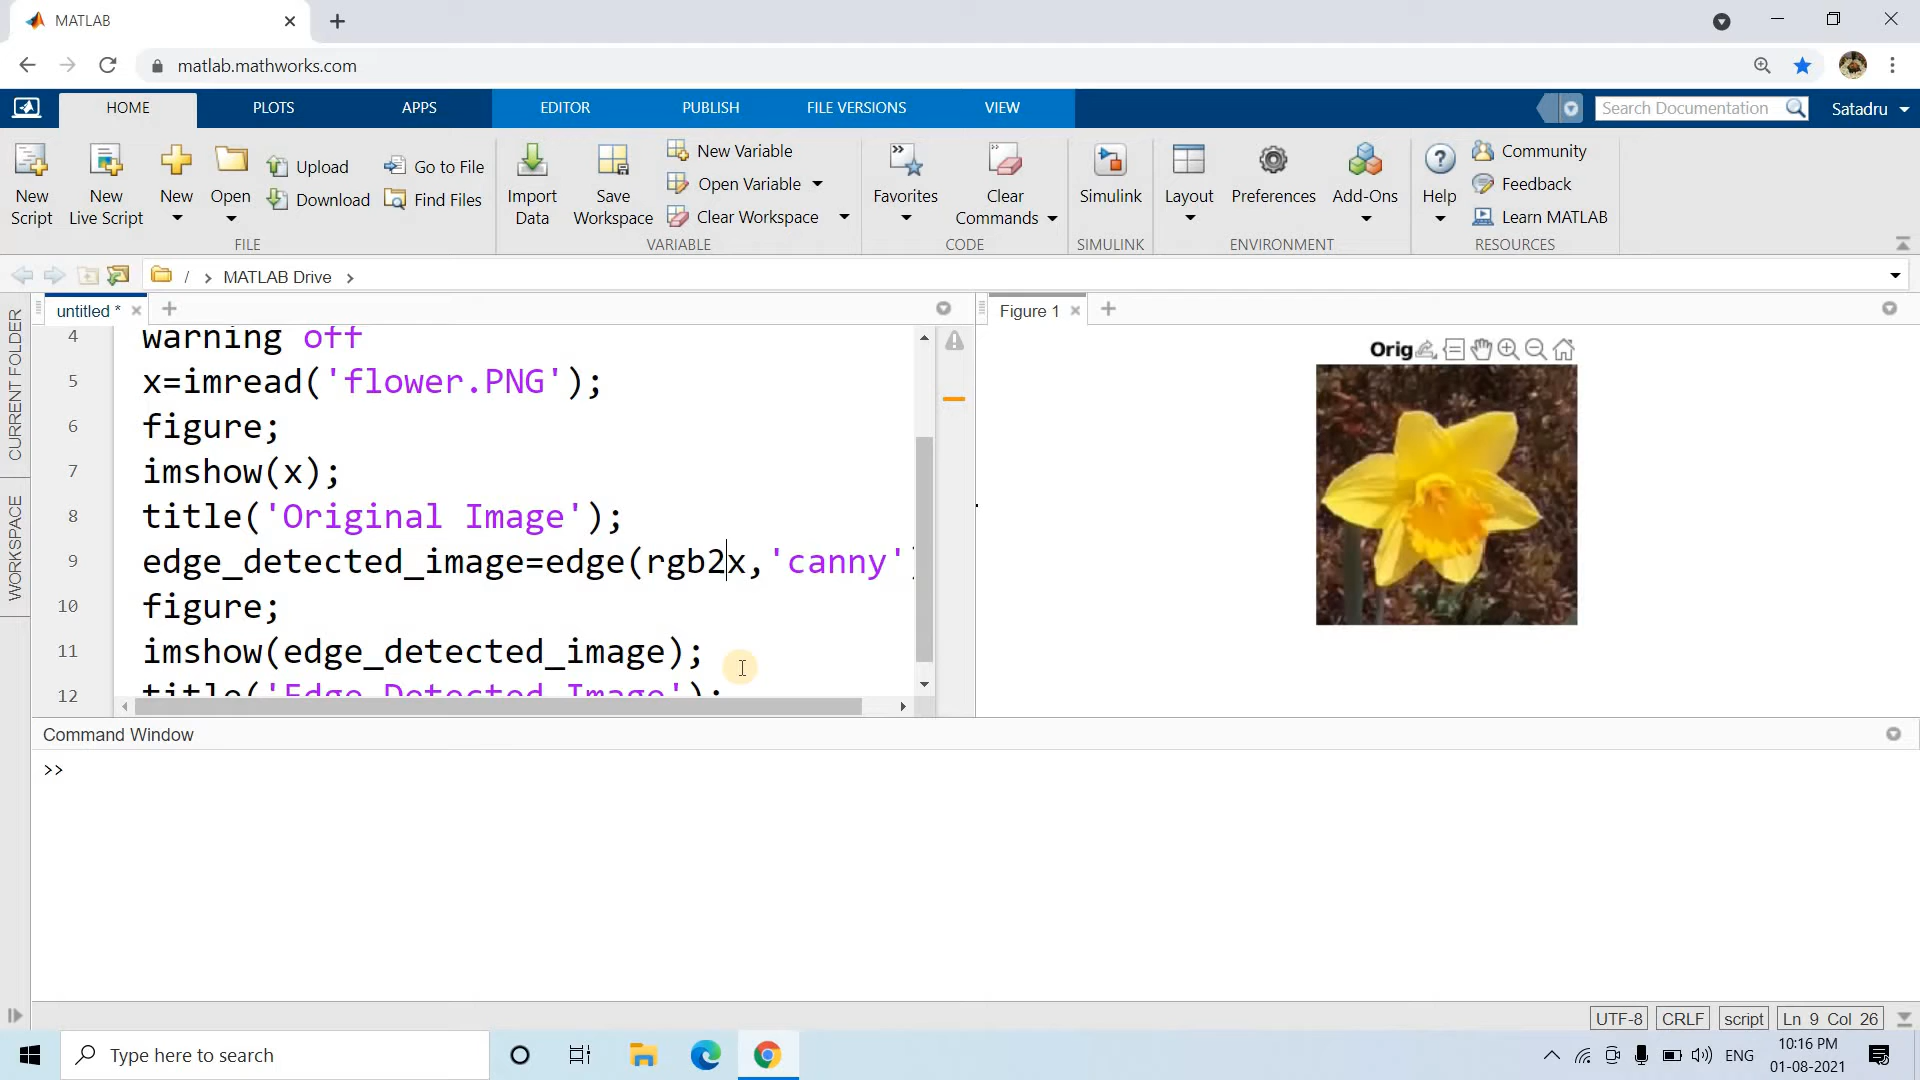 MATLAB
matlab.mathworks.com
HOME PLOTS APPS EDITOR PUBLISH FILE VERSIONS VIEW Search Documentation Satadru
New Script
New Live Script
New
Open
Upload
Download
Go to File
Find Files
FILE
Import Data
Save Workspace
New Variable
Open Variable
Clear Workspace
VARIABLE
Favorites
Clear Commands
CODE
Simulink
SIMULINK
Layout
Preferences
Add-Ons
ENVIRONMENT
Help
Community
Feedback
Learn MATLAB
RESOURCES
/ MATLAB Drive
CURRENT FOLDER
WORKSPACE
untitled *
4 warning off
5 x=imread('flower.PNG');
6 figure;
7 imshow(x);
8 title('Original Image');
9 edge_detected_image=edge(rgb2x,'canny')
10 figure;
11 imshow(edge_detected_image);
12 title('Edge Detected Image');
Figure 1
Orig
Command Window
>>
UTF-8 CRLF script Ln 9 Col 26
Type here to search
ENG
10:16 PM
01-08-2021